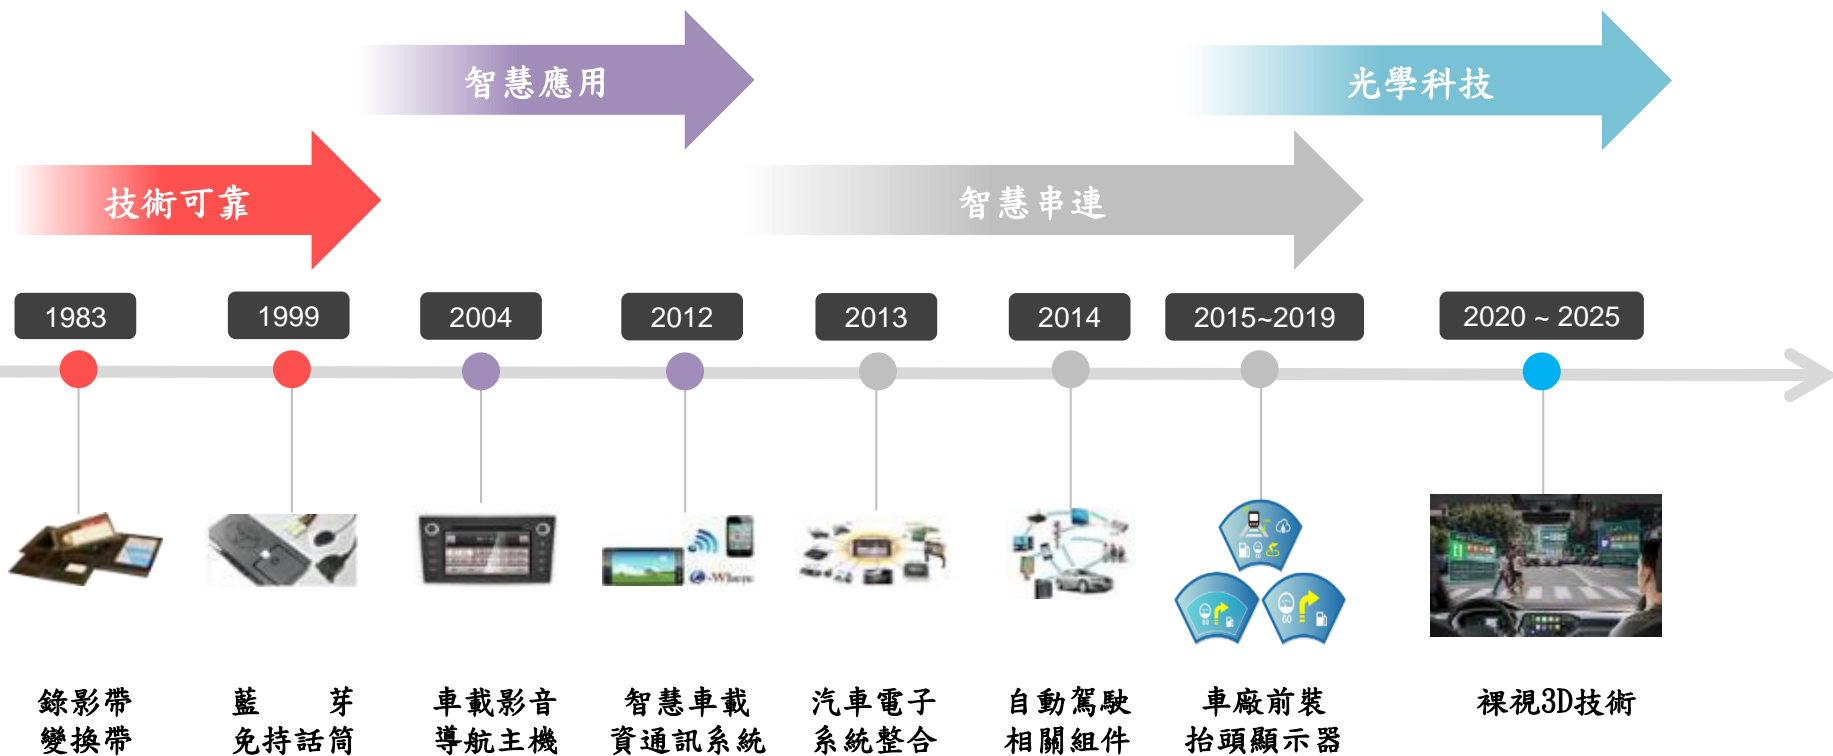 智慧應用
光學科技
技術可靠
智慧串連
1983
1999
2004
2012
2013
2014
2015~2019
2020 ~ 2025
錄影帶
變換帶
藍 芽
免持話筒
車載影音
導航主機
智慧車載
資通訊系統
汽車電子
系統整合
自動駕駛
相關組件
車廠前裝
抬頭顯示器
裸視3D技術
60
60